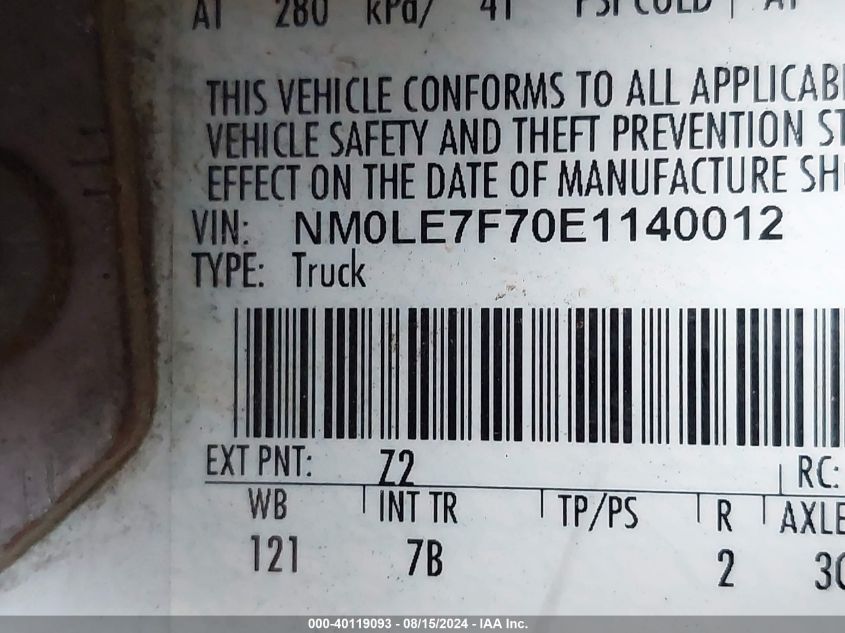 AT 280 kPa/ 41 PSI COLD AT
THIS VEHICLE CONFORMS TO ALL APPLICAB
VEHICLE SAFETY AND THEFT PREVENTION ST
EFFECT ON THE DATE OF MANUFACTURE SH
VIN: NM0LE7F70E1140012
TYPE: Truck
EXT PNT: Z2 RC:
WB INT TR TP/PS R AXLE
121 7B 2 30
000-40119093 - 08/15/2024 - IAA Inc.